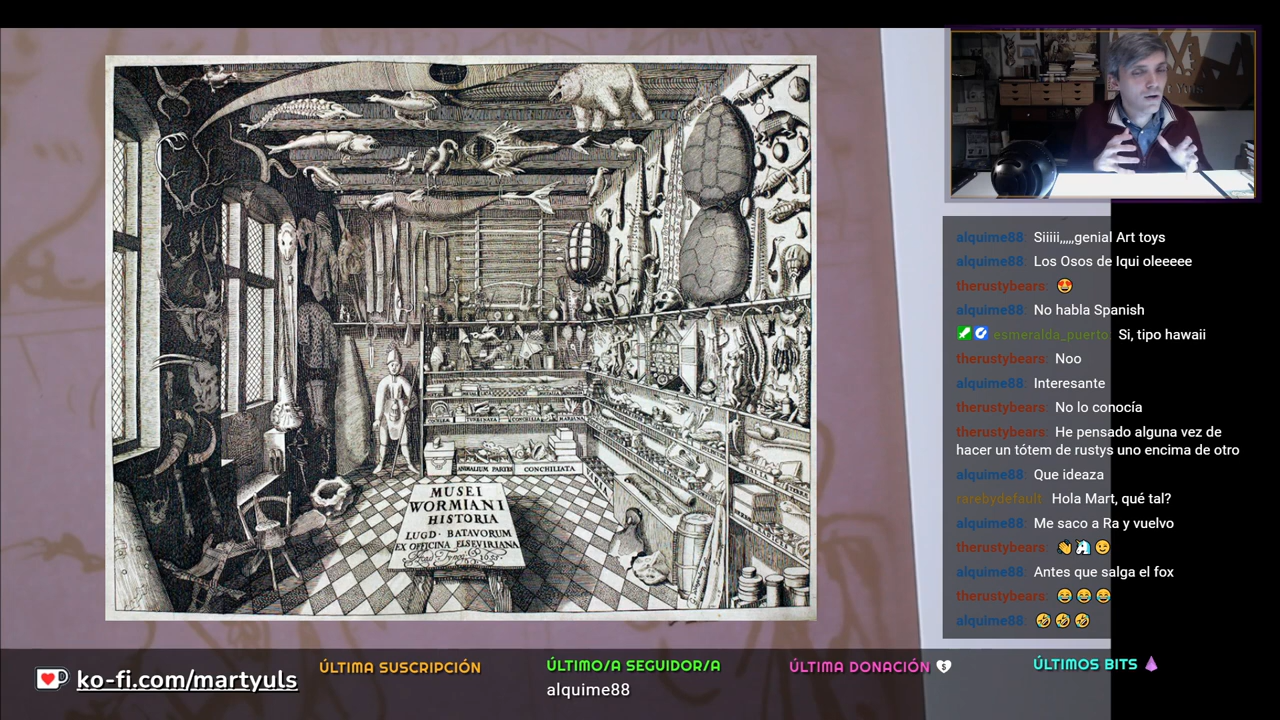 MUSEI
WORMIANI
HISTORIA
LUGD· BATAVORUM
EX OFFICINA ELSEVIRIANA
ANIMALIUM PARTES
CONCHILIATA
TURBINATA
alquime88: Siiiii,,,,,genial Art toys
alquime88: Los Osos de Iqui oleeeee
therustybears: 😍
alquime88: No habla Spanish
esmeralda_puerto: Si, tipo hawaii
therustybears: Noo
alquime88: Interesante
therustybears: No lo conocía
therustybears: He pensado alguna vez de
hacer un tótem de rustys uno encima de otro
alquime88: Que ideaza
rarebydefault: Hola Mart, qué tal?
alquime88: Me saco a Ra y vuelvo
therustybears: 👋🦄😉
alquime88: Antes que salga el fox
therustybears: 😂😂😂
alquime88: 🤣🤣🤣
ko-fi.com/martyuls
ÚLTIMA SUSCRIPCIÓN
ÚLTIMO/A SEGUIDOR/A
alquime88
ÚLTIMA DONACIÓN
ÚLTIMOS BITS